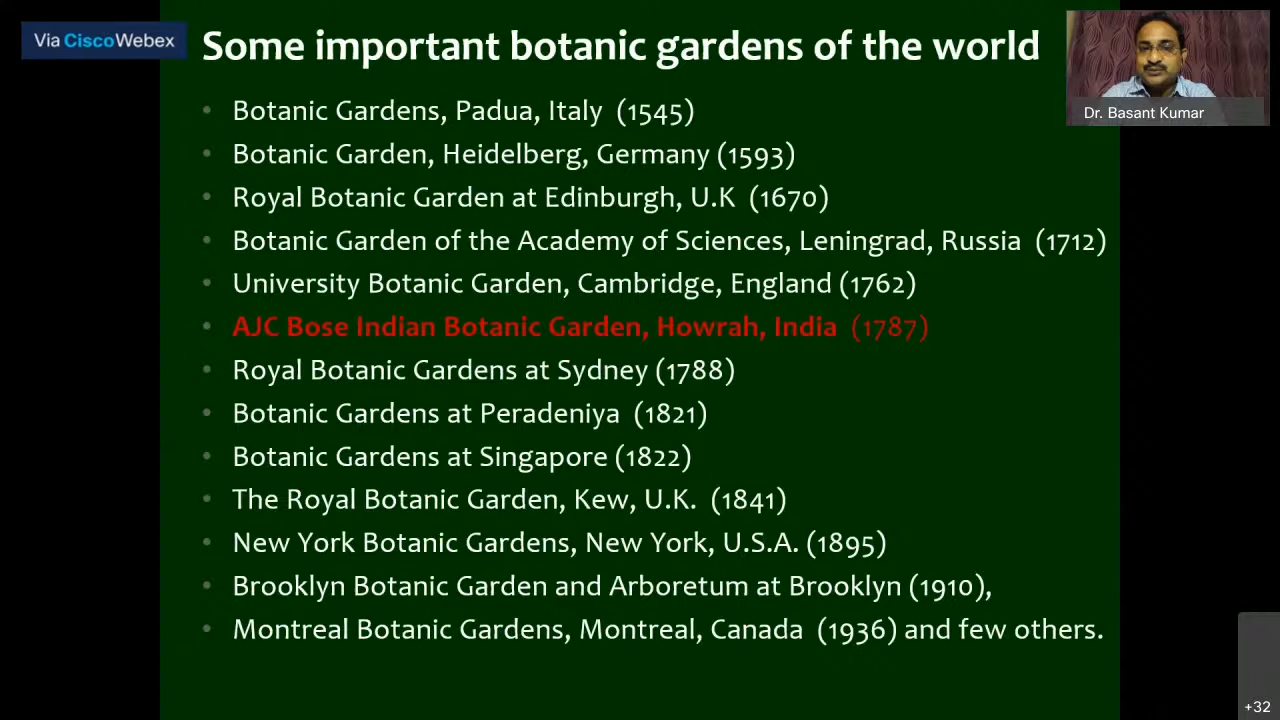 Via Cisco Webex
Some important botanic gardens of the world
Dr. Basant Kumar
• Botanic Gardens, Padua, Italy (1545)
• Botanic Garden, Heidelberg, Germany (1593)
• Royal Botanic Garden at Edinburgh, U.K (1670)
• Botanic Garden of the Academy of Sciences, Leningrad, Russia (1712)
• University Botanic Garden, Cambridge, England (1762)
• AJC Bose Indian Botanic Garden, Howrah, India (1787)
• Royal Botanic Gardens at Sydney (1788)
• Botanic Gardens at Peradeniya (1821)
• Botanic Gardens at Singapore (1822)
• The Royal Botanic Garden, Kew, U.K. (1841)
• New York Botanic Gardens, New York, U.S.A. (1895)
• Brooklyn Botanic Garden and Arboretum at Brooklyn (1910),
• Montreal Botanic Gardens, Montreal, Canada (1936) and few others.
+32